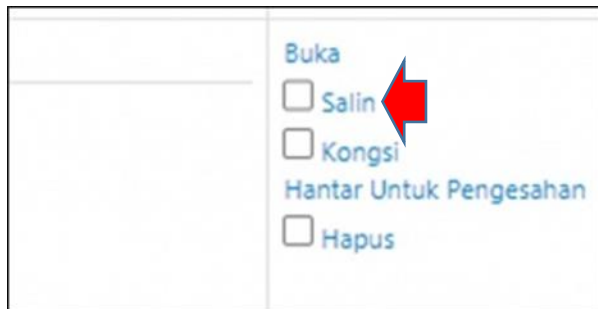 Buka
Salin
Kongsi
Hantar Untuk Pengesahan
Hapus